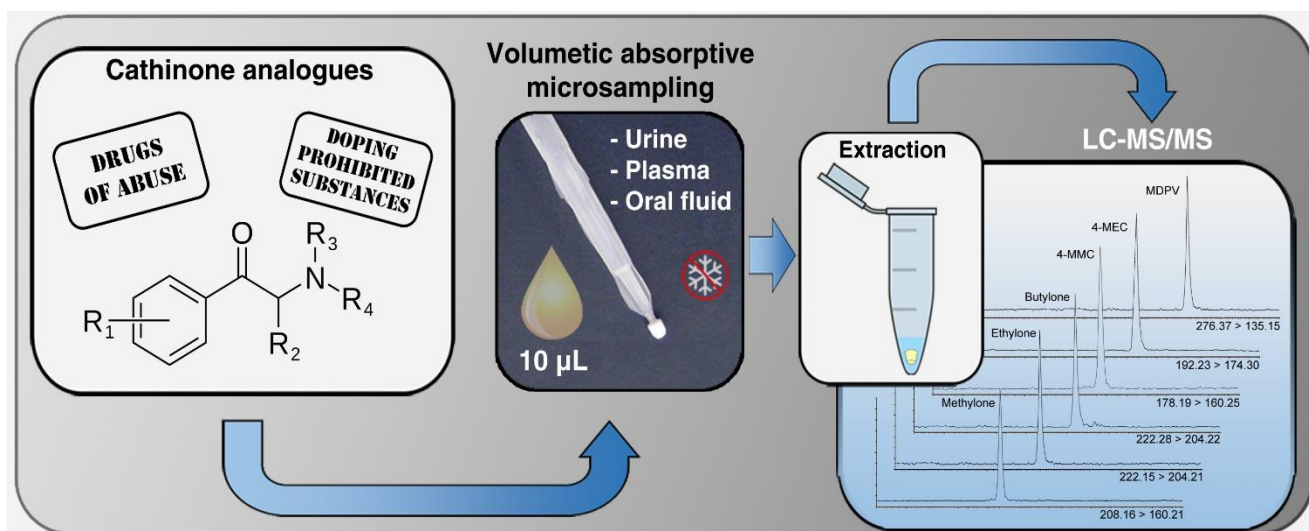 Cathinone analogues
DRUGS
OF ABUSE
DOPING
PROHIBITED
SUBSTANCES
O
R3
N
R4
R1
R2
Volumetic absorptive
microsampling
- Urine
- Plasma
- Oral fluid
10 µL
Extraction
LC-MS/MS
MDPV
276.37 > 135.15
4-MEC
192.23 > 174.30
4-MMC
178.19 > 160.25
Butylone
222.28 > 204.22
Ethylone
222.15 > 204.21
Methylone
208.16 > 160.21